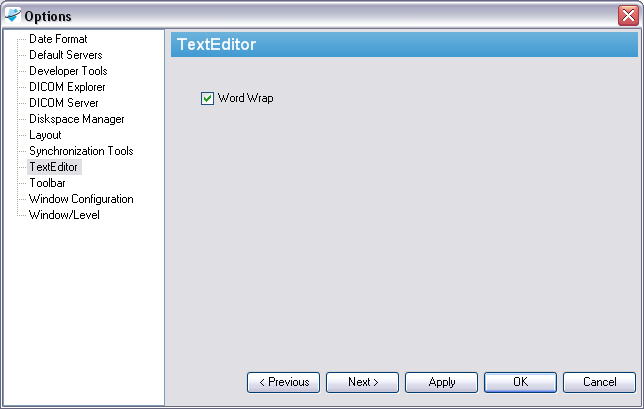 Options
Date Format
Default Servers
Developer Tools
DICOM Explorer
DICOM Server
Diskspace Manager
Layout
Synchronization Tools
TextEditor
Toolbar
Window Configuration
Window/Level
TextEditor
Word Wrap
< Previous
Next >
Apply
OK
Cancel